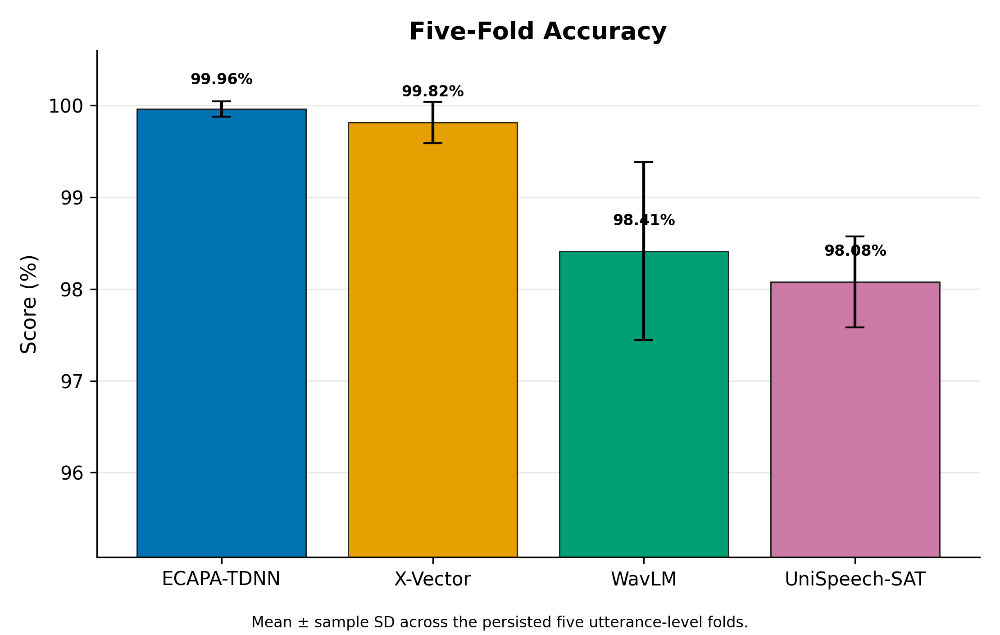 Five-Fold Accuracy
99.96%
99.82%
98.41%
98.08%
100
99
98
97
96
Score (%)
ECAPA-TDNN
X-Vector
WavLM
UniSpeech-SAT
Mean ± sample SD across the persisted five utterance-level folds.